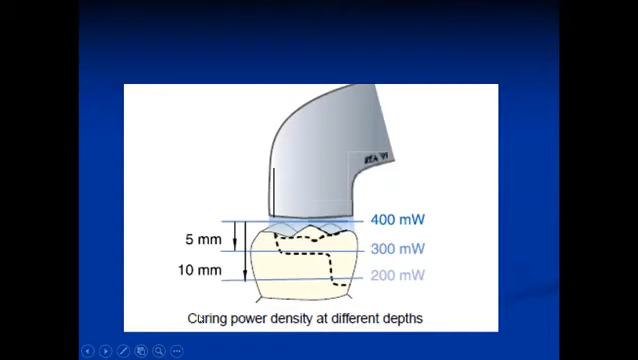 400 mW
5 mm
300 mW
10 mm
200 mW
Curing power density at different depths